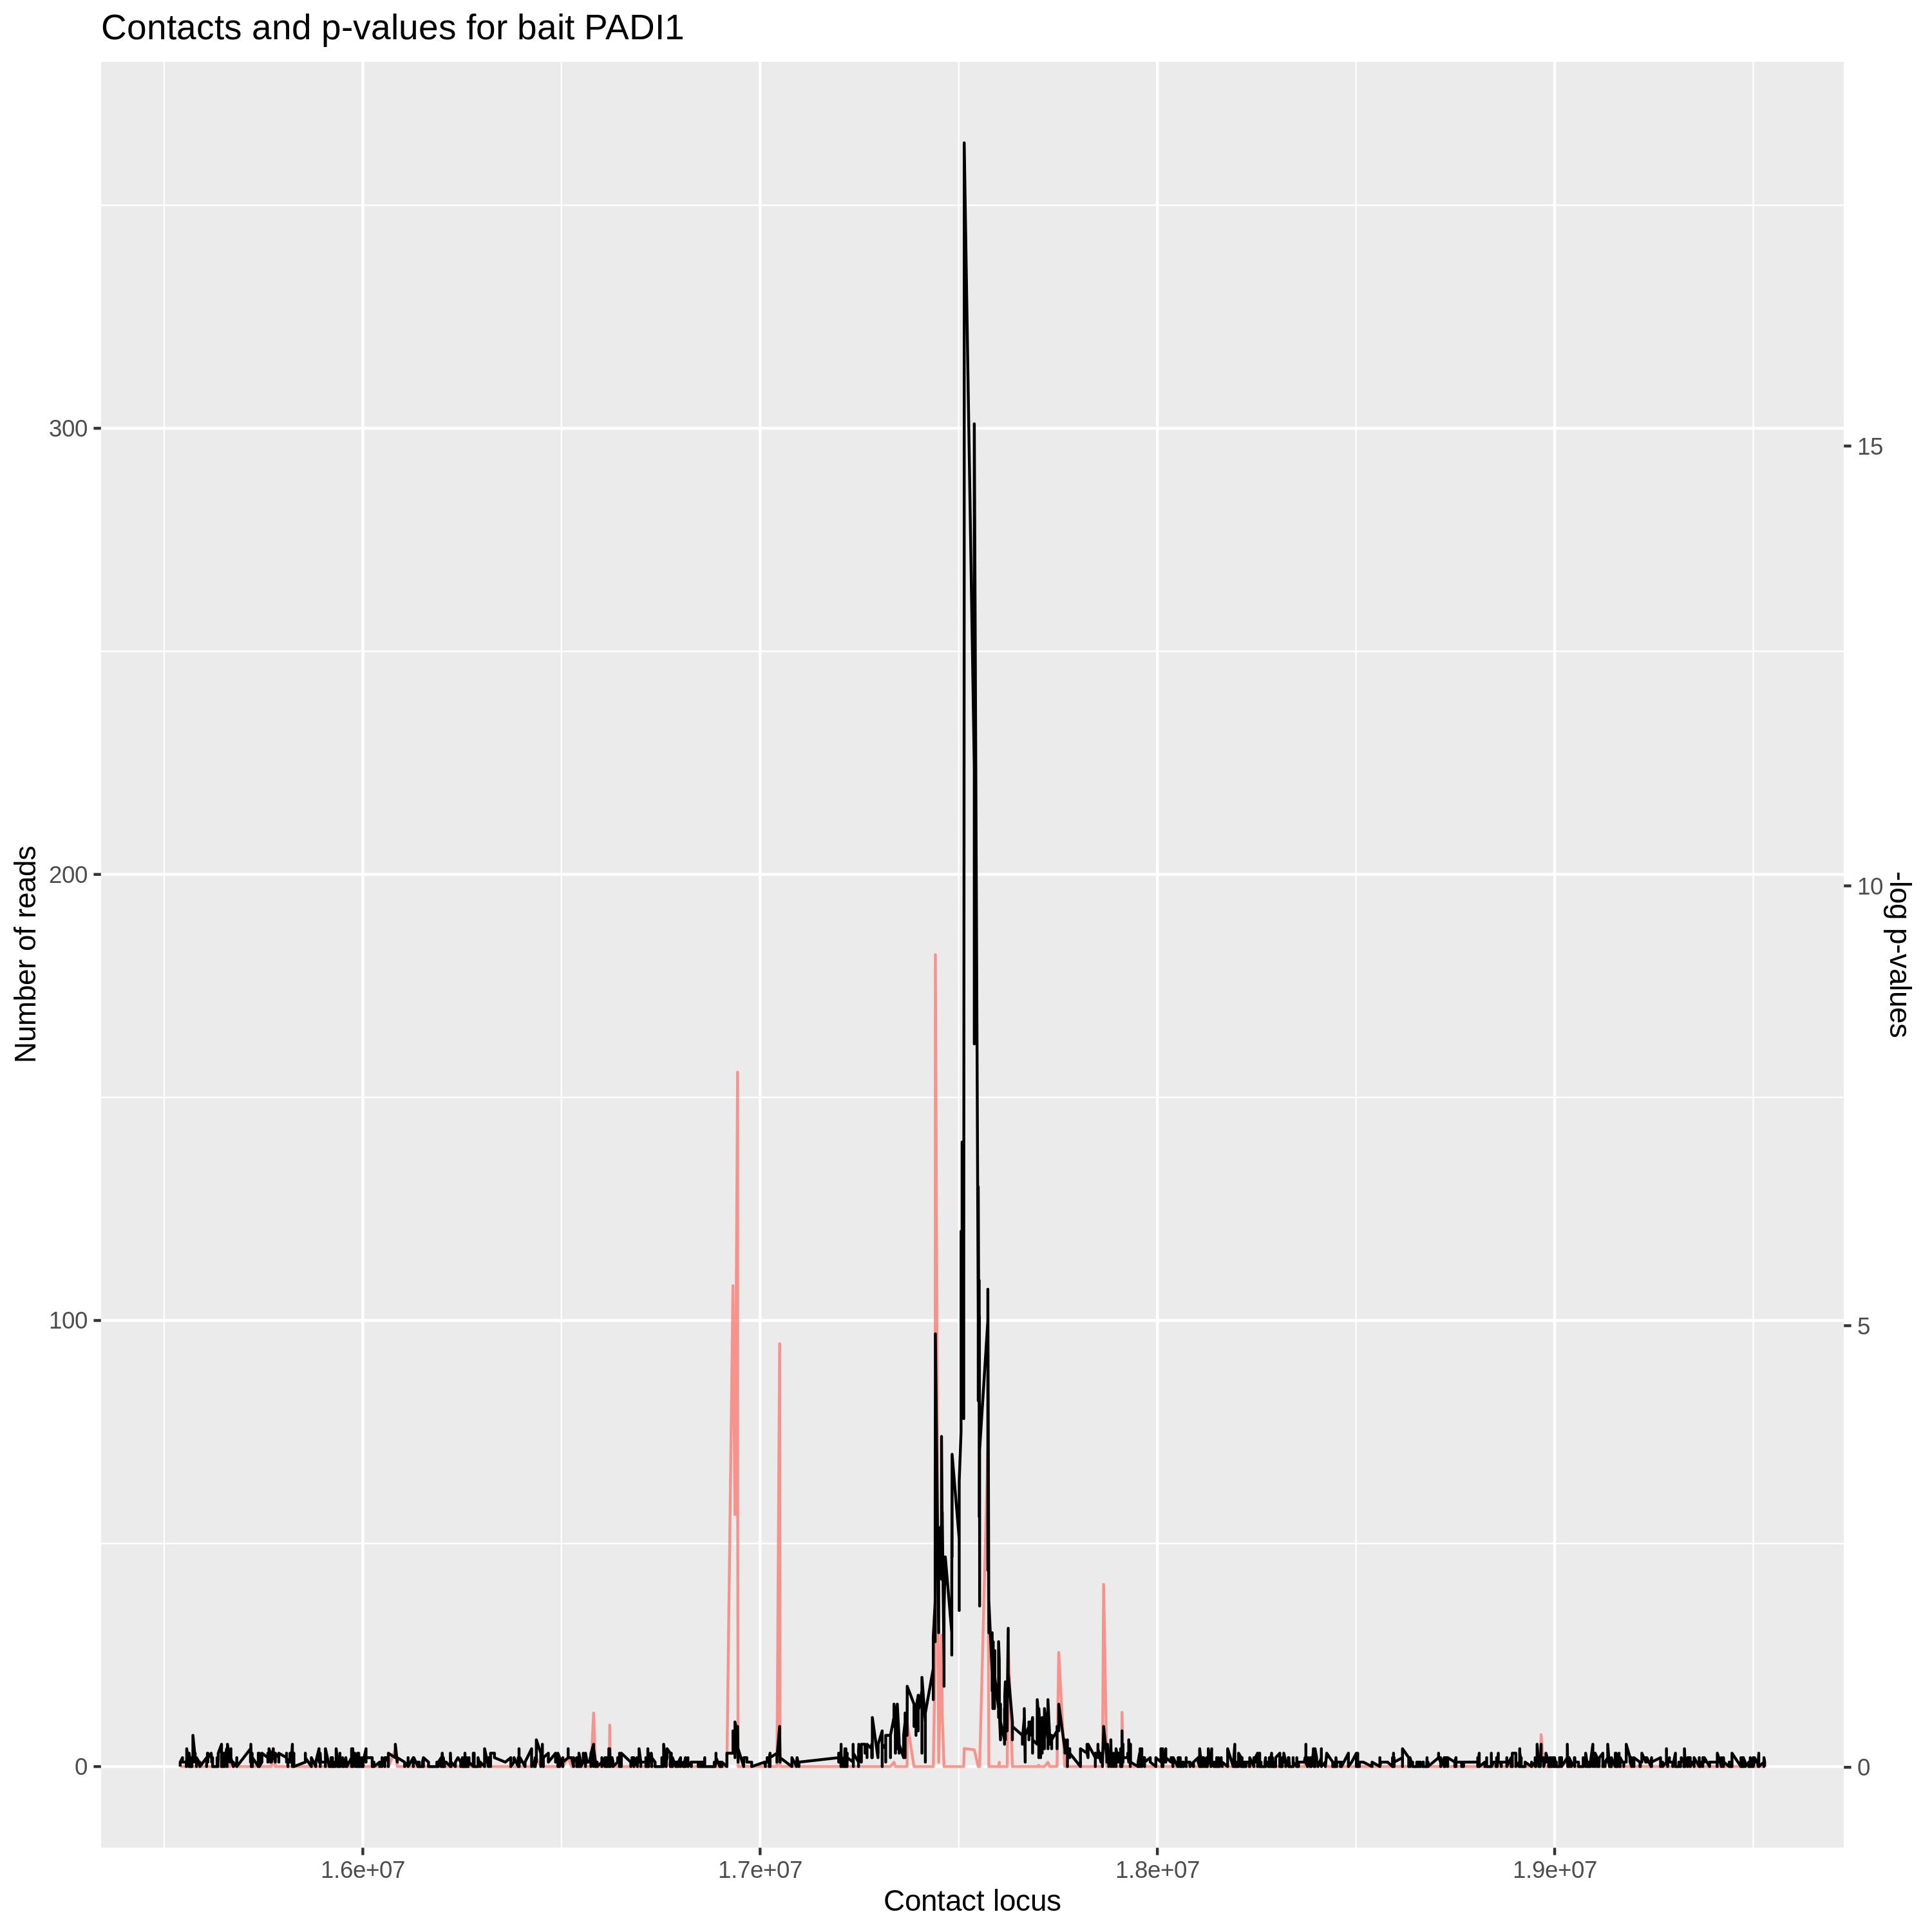 Contacts and p-values for bait PADI1
Number of reads
300
200
100
0
15
10
5
0
-log p-values
1.6e+07
1.7e+07
1.8e+07
1.9e+07
Contact locus